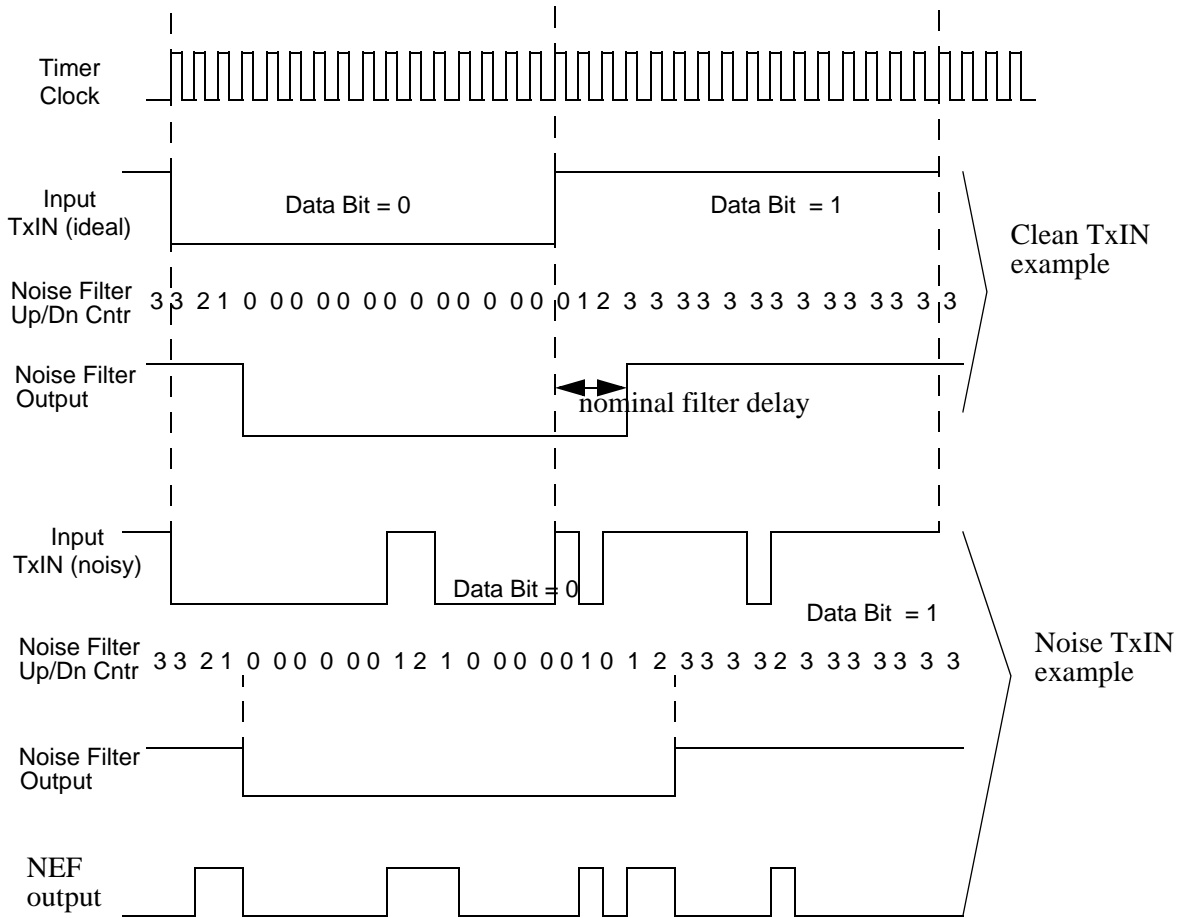 Timer
Clock
Input
TxIN (ideal)
Data Bit = 0
Data Bit = 1
Clean TxIN
example
Noise Filter
Up/Dn Cntr
3 3 2 1 0 0 0 0 0 0 0 0 0 0 0 0 0 1 2 3 3 3 3 3 3 3 3 3 3 3 3 3 3
Noise Filter
Output
nominal filter delay
Input
TxIN (noisy)
Data Bit = 0
Data Bit = 1
Noise Filter
Up/Dn Cntr
3 3 2 1 0 0 0 0 0 0 1 2 1 0 0 0 0 0 1 0 1 2 3 3 3 3 2 3 3 3 3 3 3 3
Noise TxIN
example
Noise Filter
Output
NEF
output